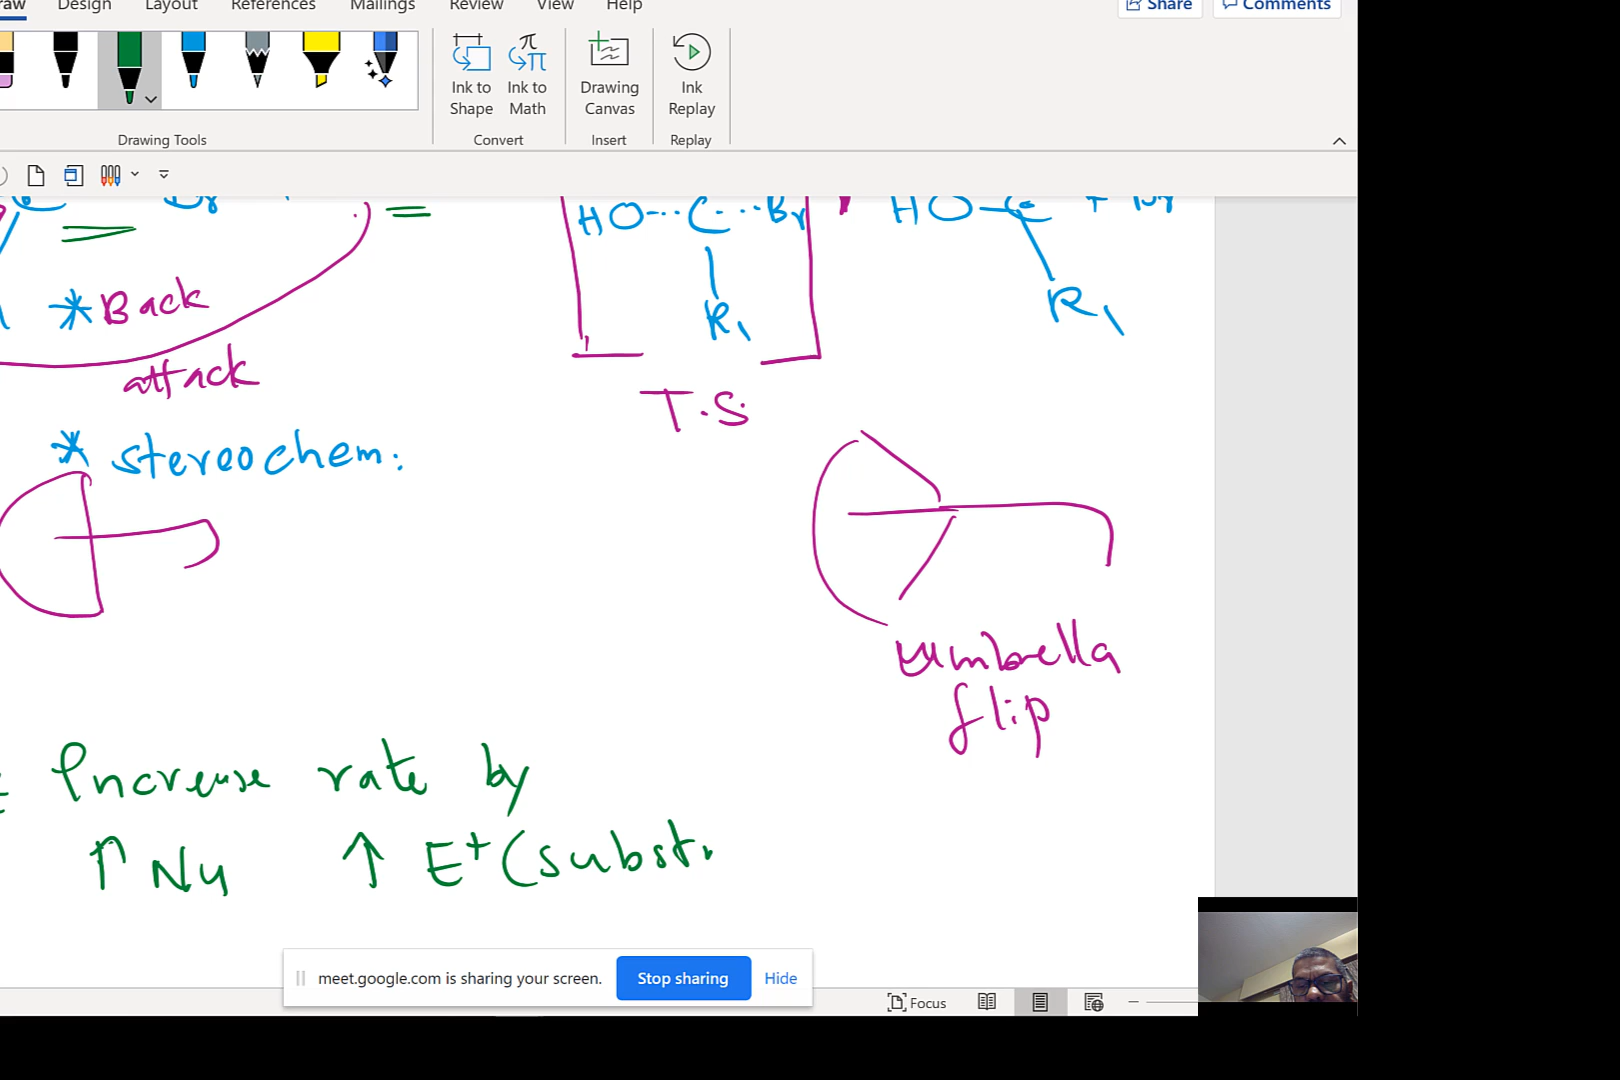 Design Layout References Mailings Review View Help Share Comments
Ink to Shape Ink to Math Drawing Canvas Ink Replay
Drawing Tools Convert Insert Replay
HO C Br HO C +
R1 R1
* Back
attack
T.S
* stereochem.
umbrella
flip
Increase rate by
↑ Nu ↑ E+ (subst
meet.google.com is sharing your screen. Stop sharing Hide
Focus